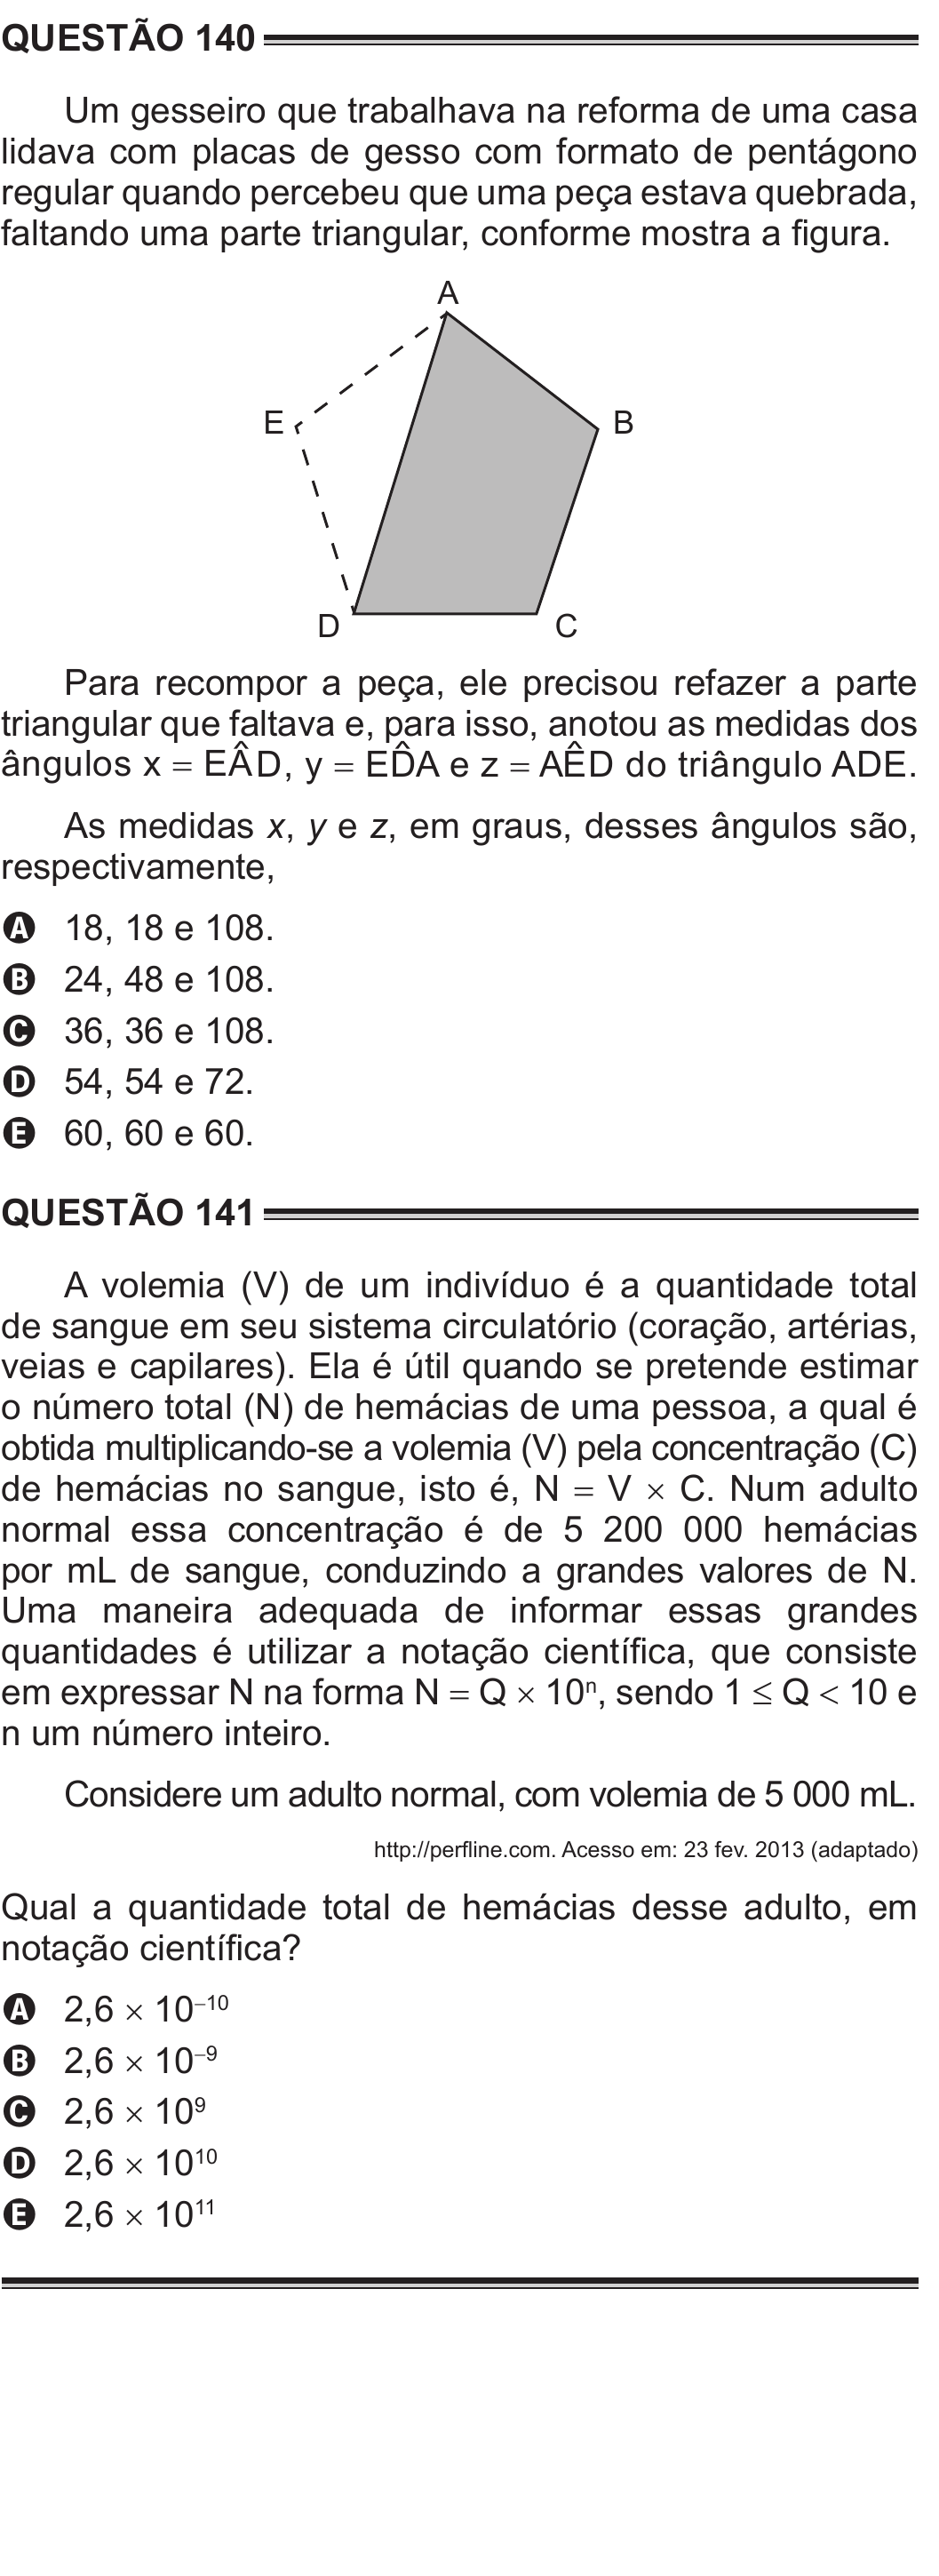 QUESTÃO 140
Um gesseiro que trabalhava na reforma de uma casa
lidava com placas de gesso com formato de pentágono
regular quando percebeu que uma peça estava quebrada,
faltando uma parte triangular, conforme mostra a figura.
A
E
B
D
C
Para recompor a peça, ele precisou refazer a parte
triangular que faltava e, para isso, anotou as medidas dos
ângulos x = EÂD, y = ED̂A e z = AÊD do triângulo ADE.
As medidas x, y e z, em graus, desses ângulos são,
respectivamente,
A 18, 18 e 108.
B 24, 48 e 108.
C 36, 36 e 108.
D 54, 54 e 72.
E 60, 60 e 60.
QUESTÃO 141
A volemia (V) de um indivíduo é a quantidade total
de sangue em seu sistema circulatório (coração, artérias,
veias e capilares). Ela é útil quando se pretende estimar
o número total (N) de hemácias de uma pessoa, a qual é
obtida multiplicando-se a volemia (V) pela concentração (C)
de hemácias no sangue, isto é, N = V × C. Num adulto
normal essa concentração é de 5 200 000 hemácias
por mL de sangue, conduzindo a grandes valores de N.
Uma maneira adequada de informar essas grandes
quantidades é utilizar a notação científica, que consiste
em expressar N na forma N = Q × 10ⁿ, sendo 1 ≤ Q < 10 e
n um número inteiro.
Considere um adulto normal, com volemia de 5 000 mL.
http://perfline.com. Acesso em: 23 fev. 2013 (adaptado)
Qual a quantidade total de hemácias desse adulto, em
notação científica?
A 2,6 × 10⁻¹⁰
B 2,6 × 10⁻⁹
C 2,6 × 10⁹
D 2,6 × 10¹⁰
E 2,6 × 10¹¹